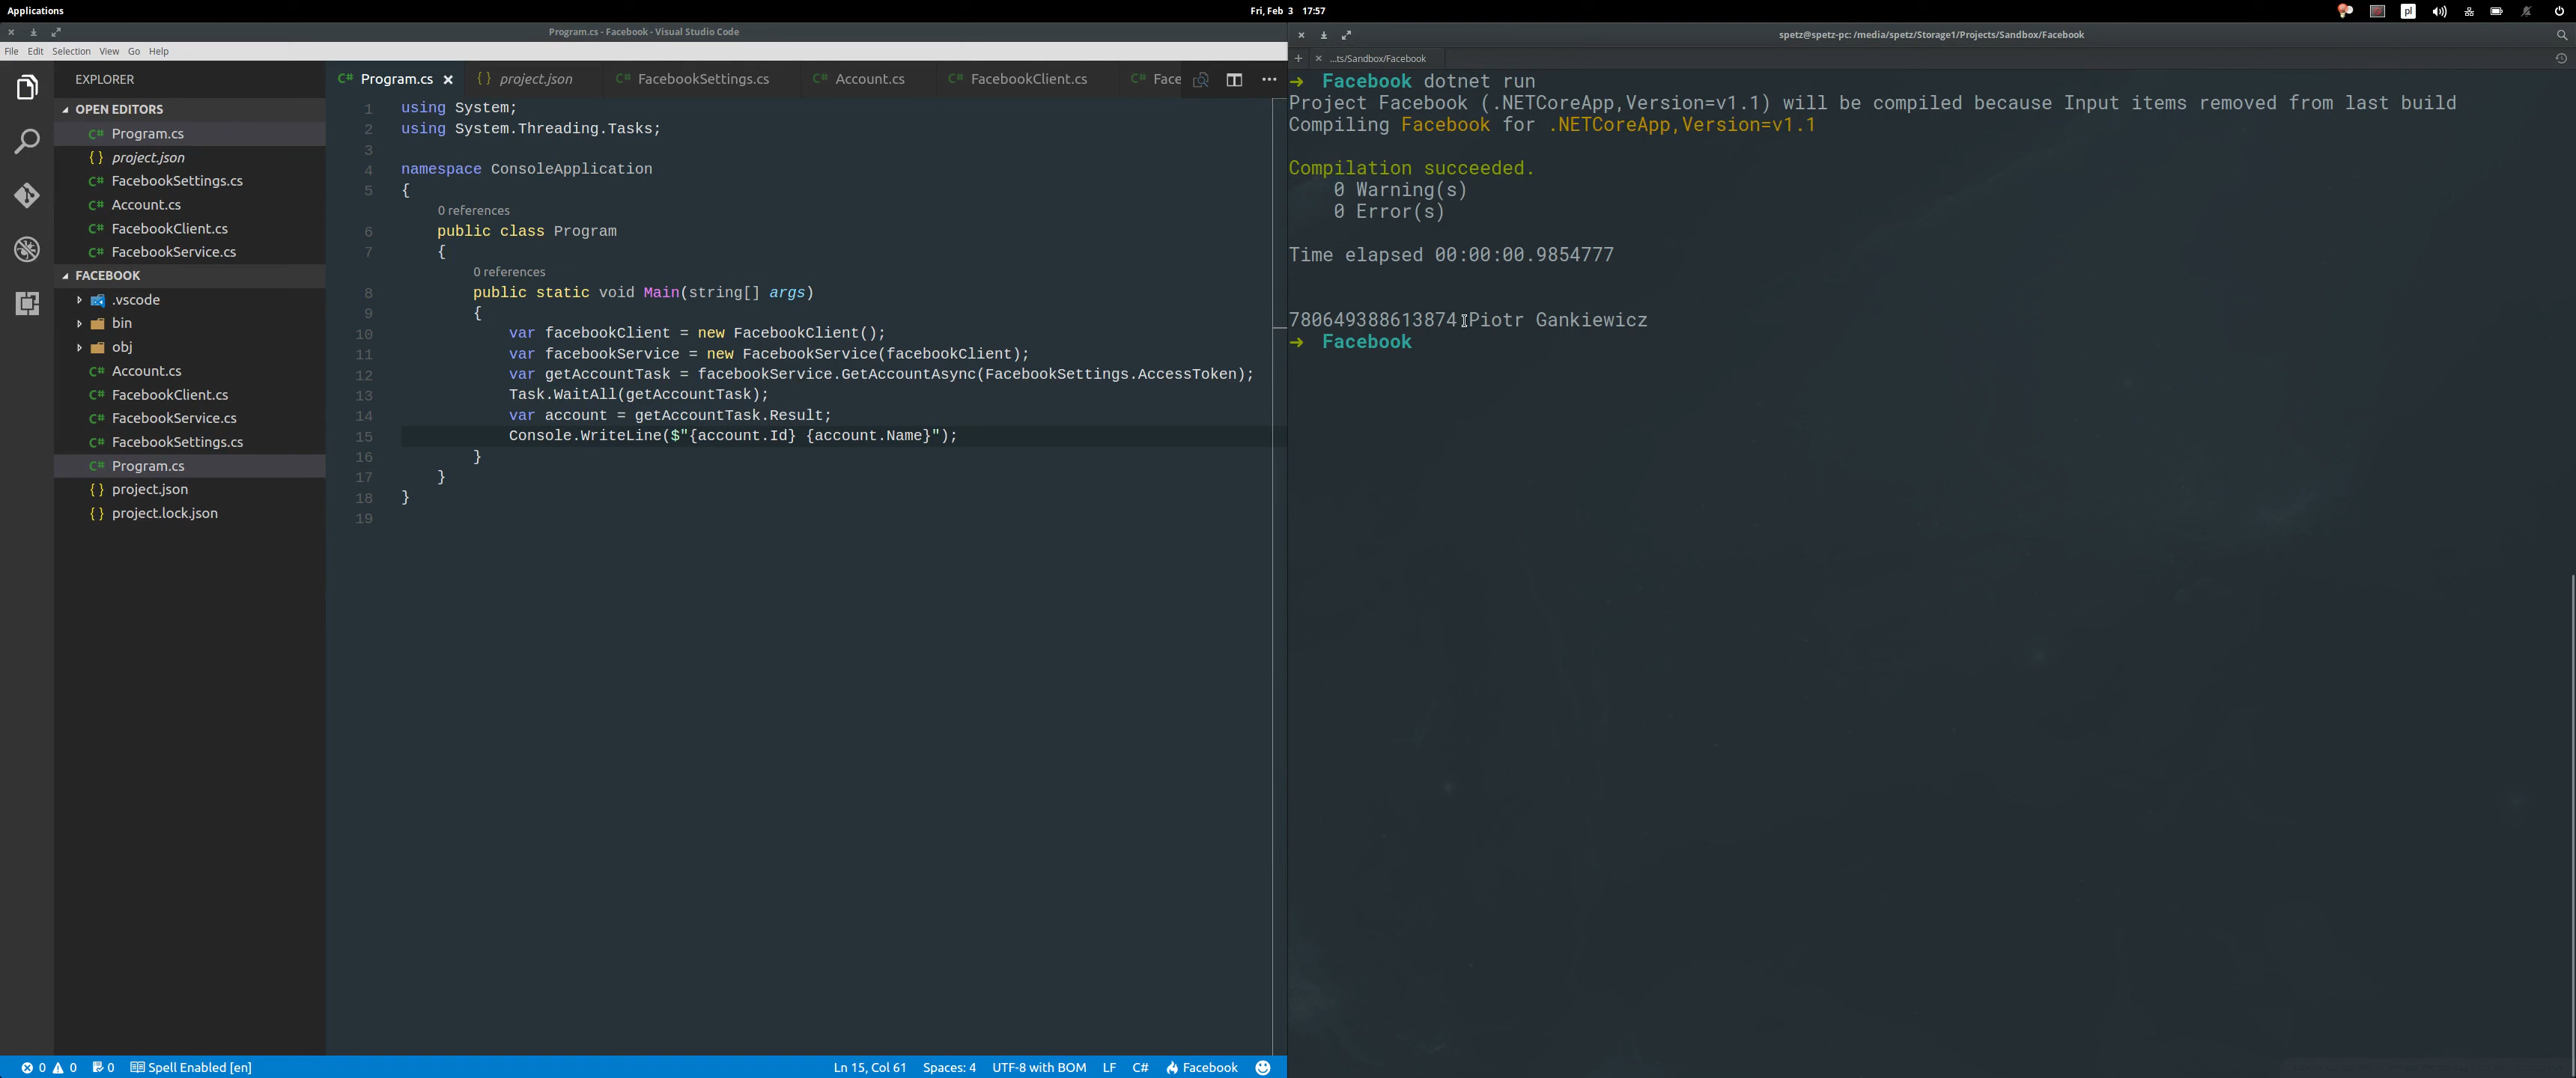 Applications
Fri, Feb 3 17:57
pl
Program.cs - Facebook - Visual Studio Code
File Edit Selection View Go Help
EXPLORER
OPEN EDITORS
Program.cs
project.json
FacebookSettings.cs
Account.cs
FacebookClient.cs
FacebookService.cs
FACEBOOK
.vscode
bin
obj
Account.cs
FacebookClient.cs
FacebookService.cs
FacebookSettings.cs
Program.cs
project.json
project.lock.json
Program.cs project.json FacebookSettings.cs Account.cs FacebookClient.cs Face
1 using System;
2 using System.Threading.Tasks;
3
4 namespace ConsoleApplication
5 {
0 references
6 public class Program
7 {
0 references
8 public static void Main(string[] args)
9 {
10 var facebookClient = new FacebookClient();
11 var facebookService = new FacebookService(facebookClient);
12 var getAccountTask = facebookService.GetAccountAsync(FacebookSettings.AccessToken);
13 Task.WaitAll(getAccountTask);
14 var account = getAccountTask.Result;
15 Console.WriteLine($"{account.Id} {account.Name}");
16 }
17 }
18 }
19
0 0 0 Spell Enabled [en] Ln 15, Col 61 Spaces: 4 UTF-8 with BOM LF C# Facebook
spetz@spetz-pc: /media/spetz/Storage1/Projects/Sandbox/Facebook
...ts/Sandbox/Facebook
➜ Facebook dotnet run
Project Facebook (.NETCoreApp,Version=v1.1) will be compiled because Input items removed from last build
Compiling Facebook for .NETCoreApp,Version=v1.1
Compilation succeeded.
0 Warning(s)
0 Error(s)
Time elapsed 00:00:00.9854777
780649388613874 Piotr Gankiewicz
➜ Facebook